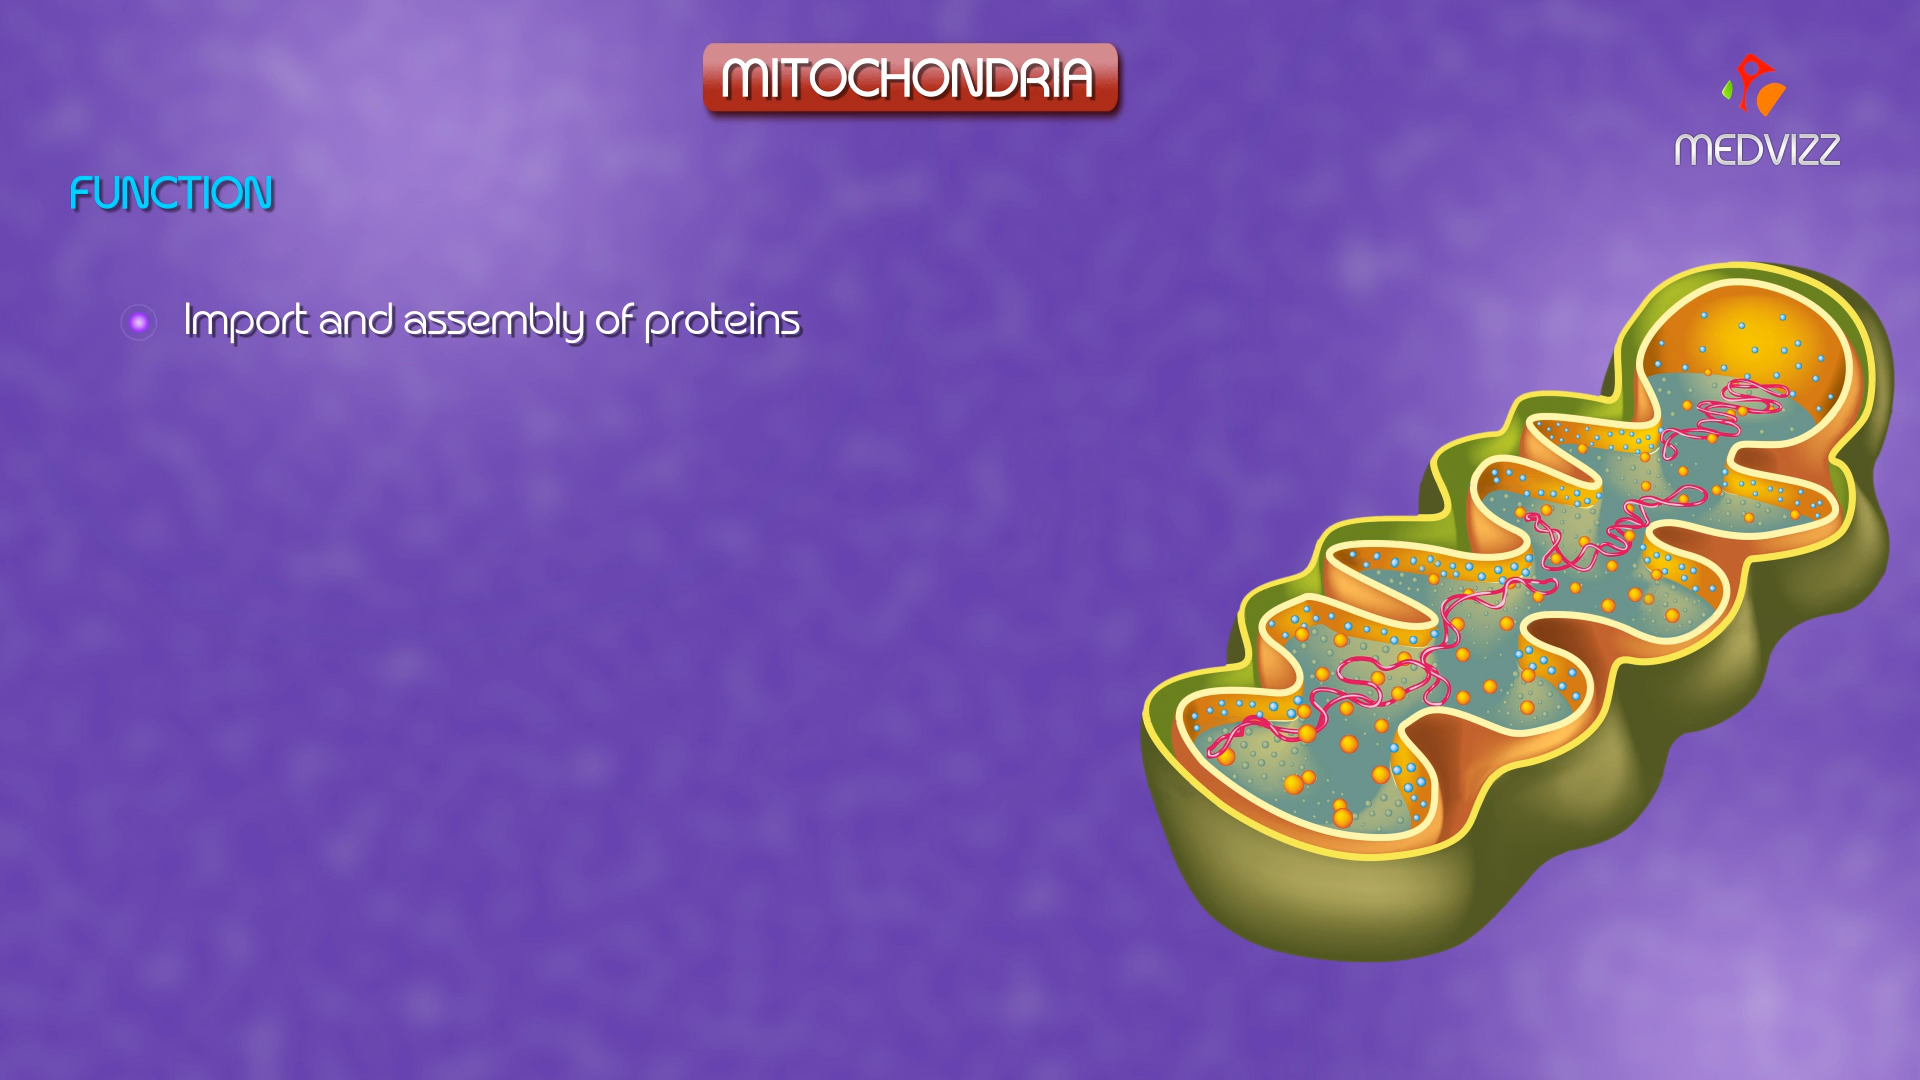 MITOCHONDRIA
MEDVIZZ
FUNCTION
Import and assembly of proteins